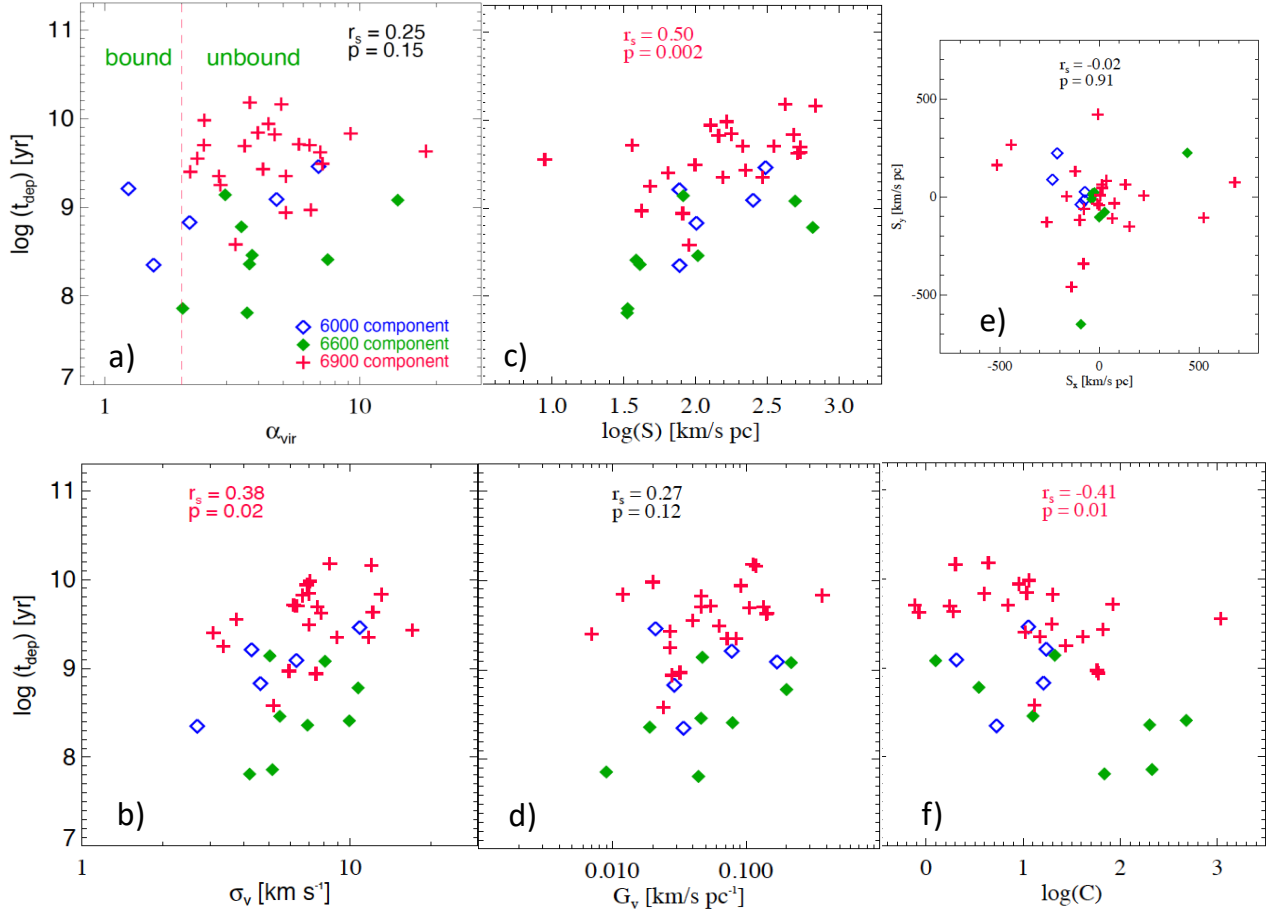 11
10
9
8
7
log (t_dep) [yr]
bound
unbound
r_s = 0.25
p = 0.15
6000 component
6600 component
6900 component
a)
1
10
α_vir
r_s = 0.50
p = 0.002
c)
1.0
1.5
2.0
2.5
3.0
log(S) [km/s pc]
r_s = -0.02
p = 0.91
500
0
-500
S_y [km/s pc]
e)
-500
0
500
S_x [km/s pc]
11
10
9
8
7
log (t_dep) [yr]
r_s = 0.38
p = 0.02
b)
1
10
σ_v [km s⁻¹]
r_s = 0.27
p = 0.12
d)
0.010
0.100
G_v [km/s pc⁻¹]
r_s = -0.41
p = 0.01
f)
0
1
2
3
log(C)